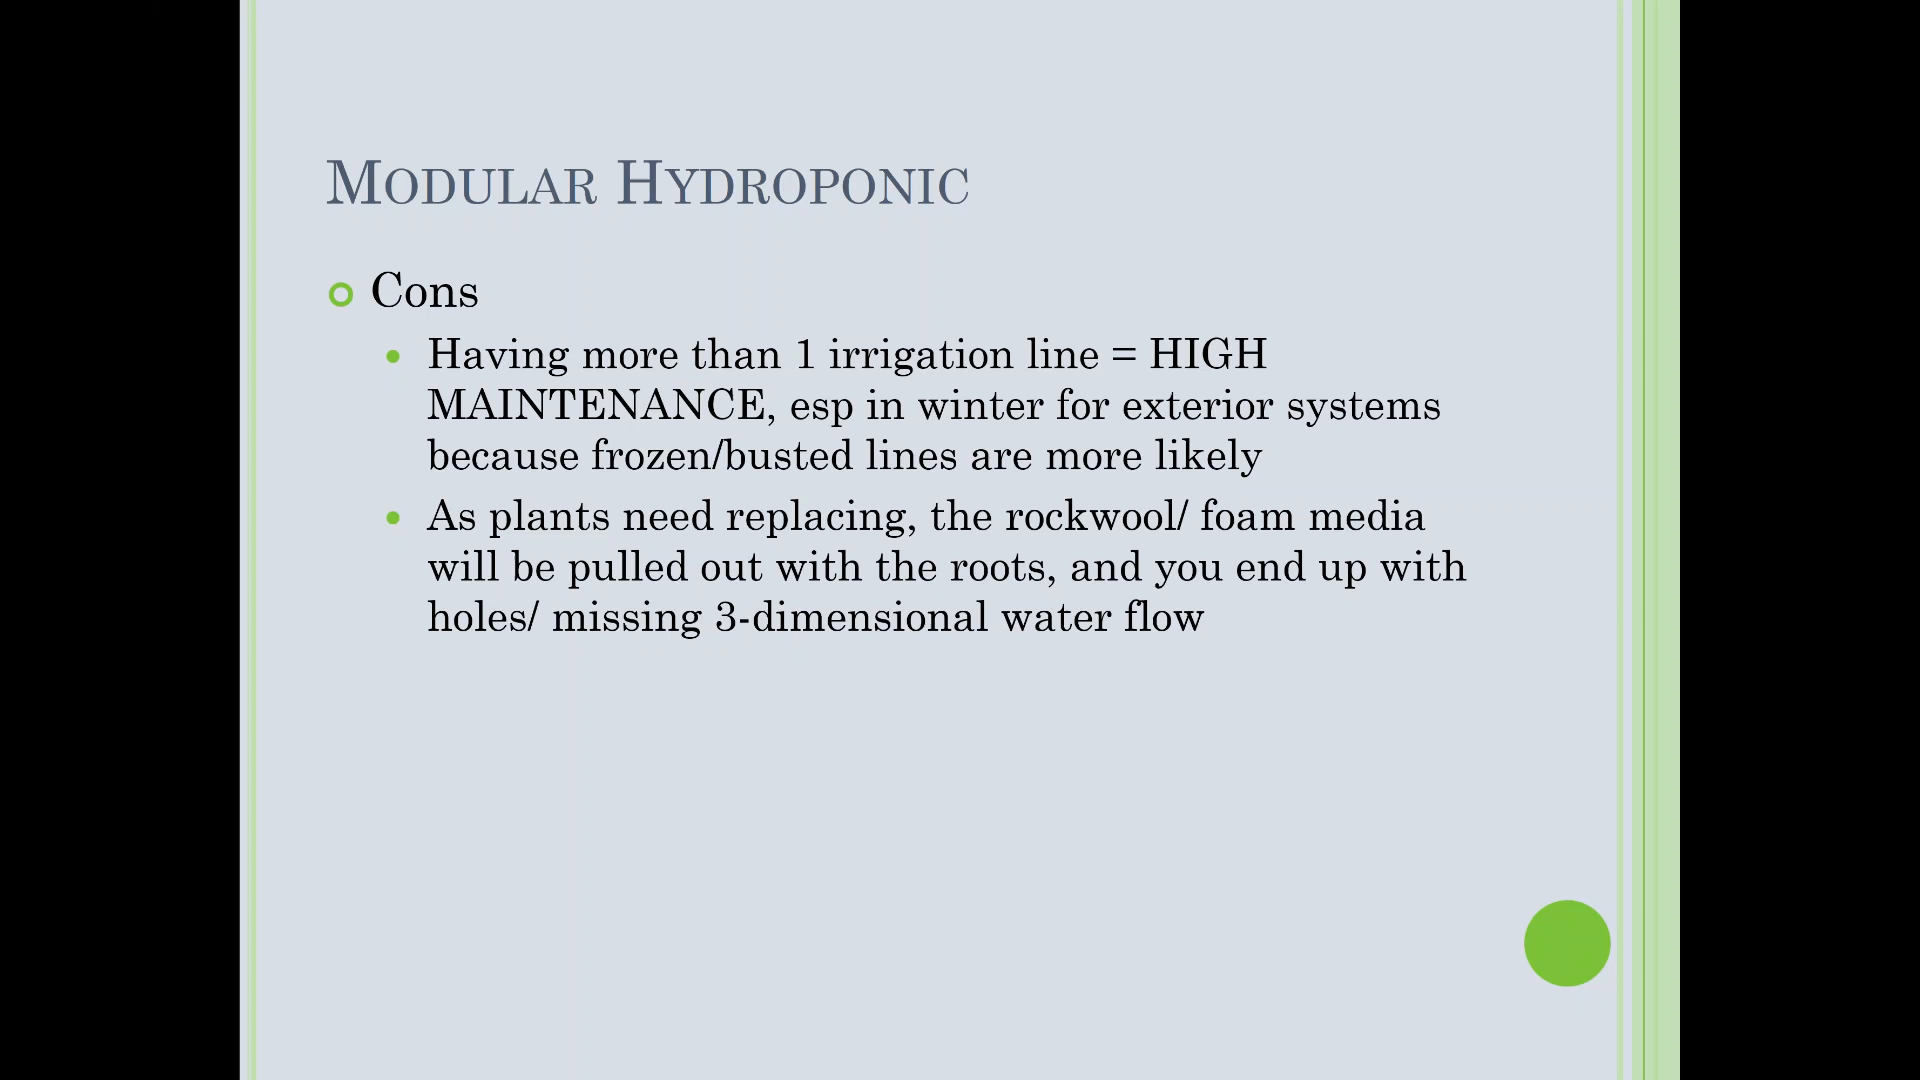 Modular Hydroponic
Cons
Having more than 1 irrigation line = HIGH
MAINTENANCE, esp in winter for exterior systems
because frozen/busted lines are more likely
As plants need replacing, the rockwool/ foam media
will be pulled out with the roots, and you end up with
holes/ missing 3-dimensional water flow